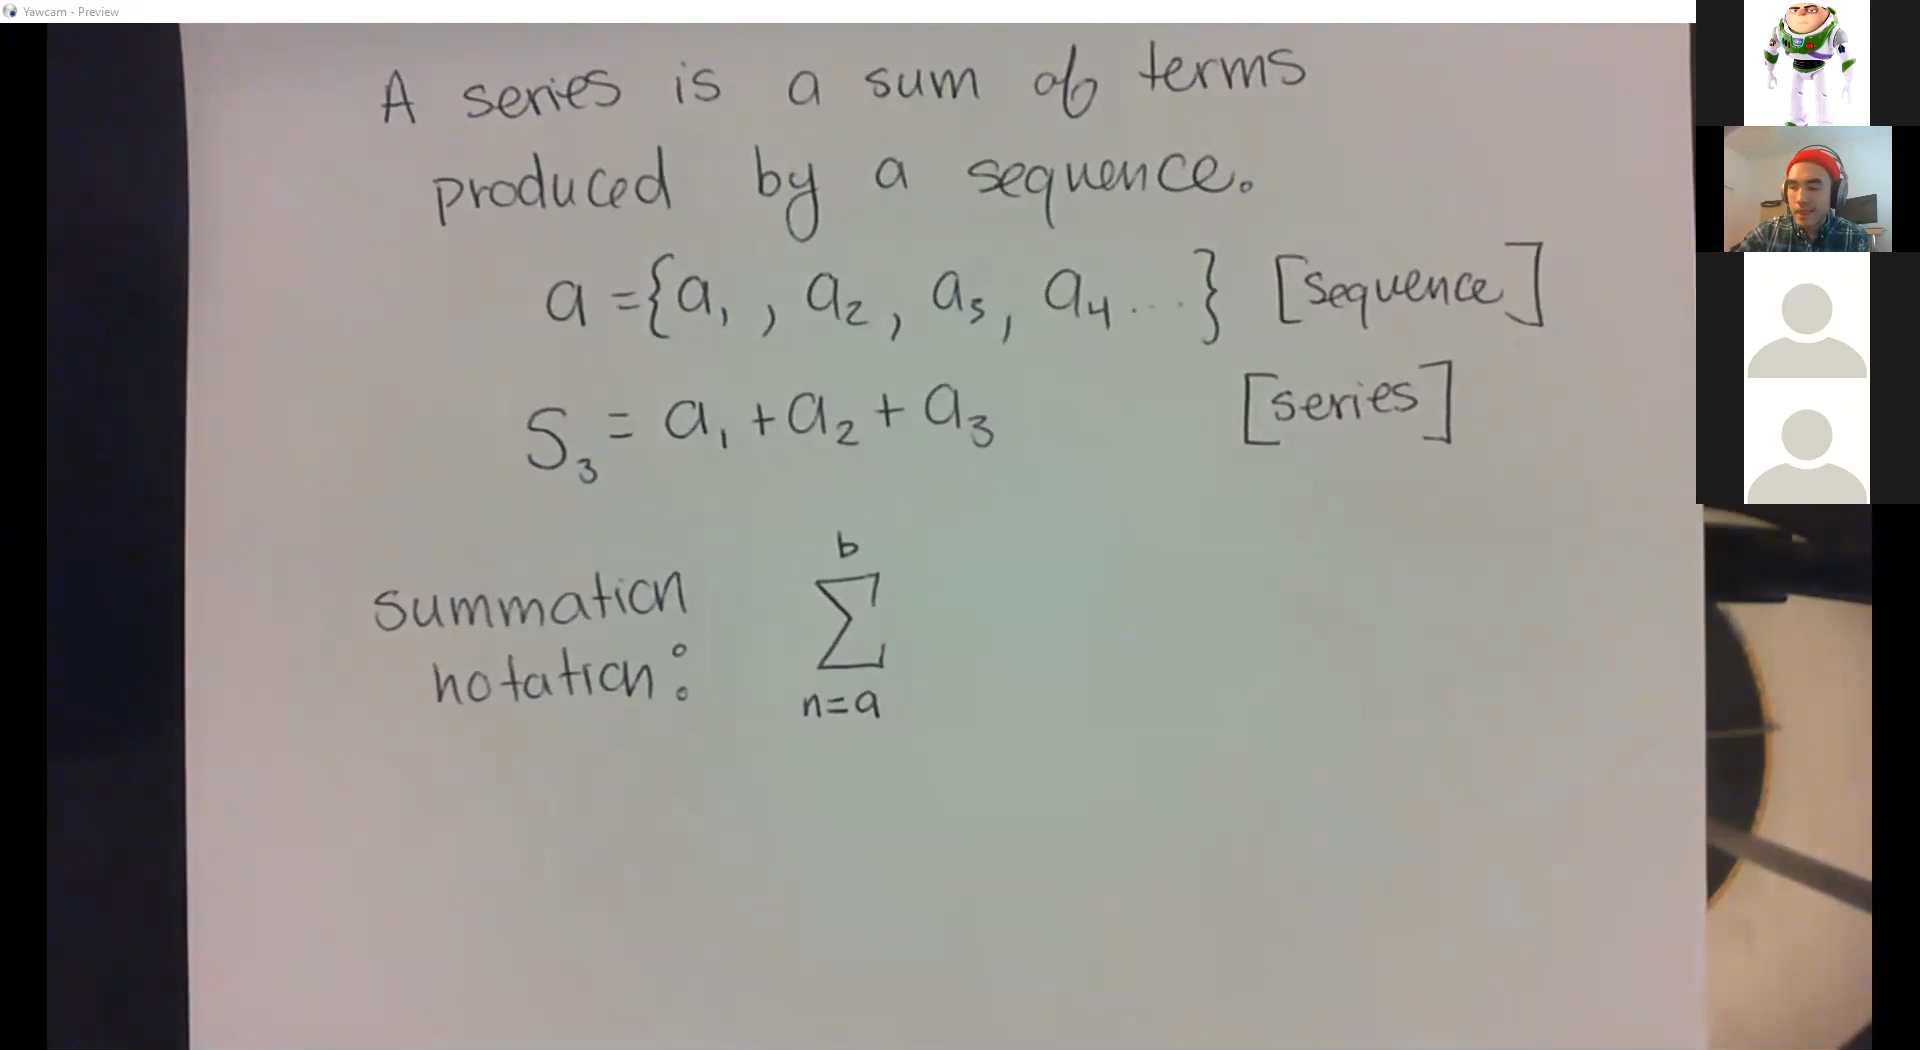 Yawcam - Preview
A series is a sum of terms
produced by a sequence.
a = {a₁, a₂, a₃, a₄ ...} [sequence]
S₃ = a₁ + a₂ + a₃ [series]
b
summation Σ
notation:
n=a